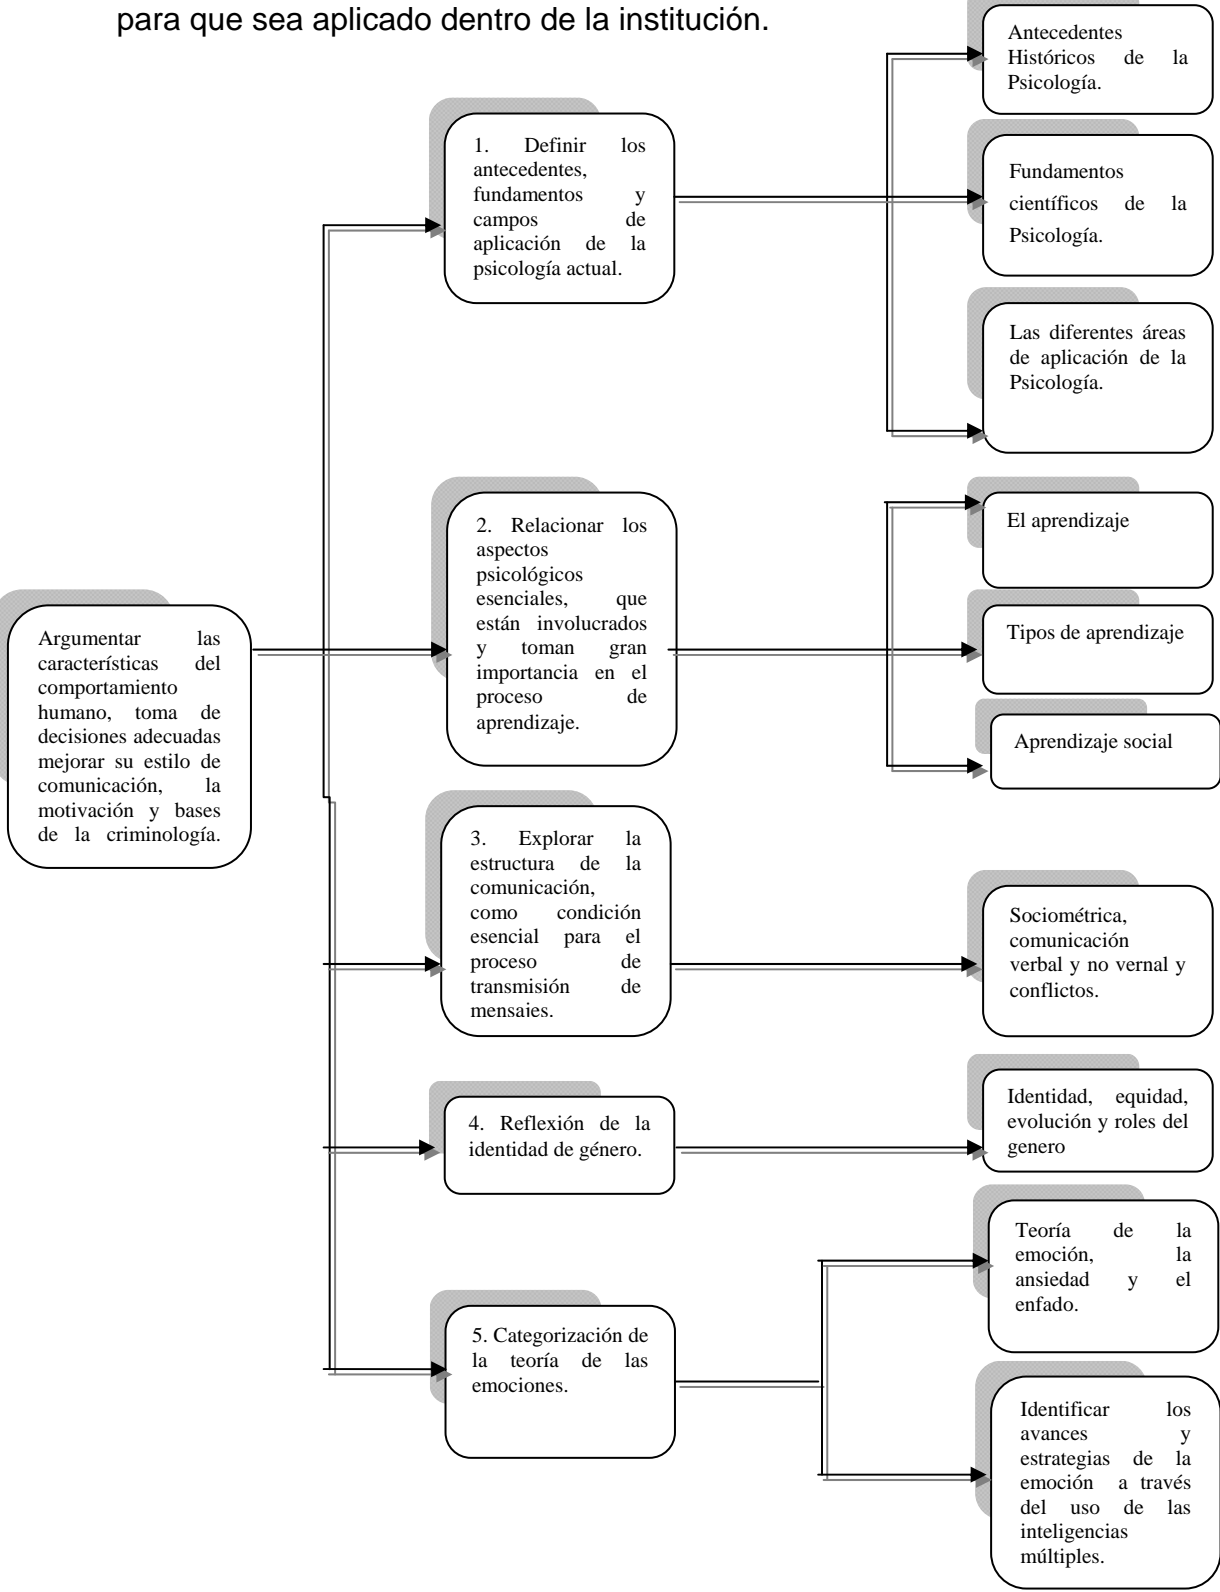 para que sea aplicado dentro de la institución.
Antecedentes
Históricos de la
Psicología.
1. Definir los
antecedentes,
fundamentos y
campos de
aplicación de la
psicología actual.
Fundamentos
científicos de la
Psicología.
Las diferentes áreas
de aplicación de la
Psicología.
2. Relacionar los
aspectos
psicológicos
esenciales, que
están involucrados
y toman gran
importancia en el
proceso de
aprendizaje.
El aprendizaje
Tipos de aprendizaje
Aprendizaje social
Argumentar las
características del
comportamiento
humano, toma de
decisiones adecuadas
mejorar su estilo de
comunicación, la
motivación y bases
de la criminología.
3. Explorar la
estructura de la
comunicación,
como condición
esencial para el
proceso de
transmisión de
mensajes.
Sociométrica,
comunicación
verbal y no vernal y
conflictos.
4. Reflexión de la
identidad de género.
Identidad, equidad,
evolución y roles del
genero
5. Categorización de
la teoría de las
emociones.
Teoría de la
emoción, la
ansiedad y el
enfado.
Identificar los
avances y
estrategias de la
emoción a través
del uso de las
inteligencias
múltiples.